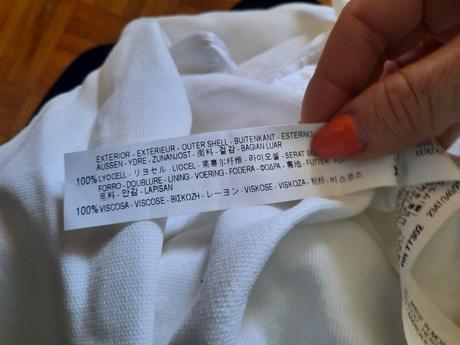 EXTERIOR - EXTÉRIEUR - OUTER SHELL - BUITENKANT - ESTERNO
AUSSEN - YDRE - ZUNANJOST - 面料 - 겉감 - BAGIAN LUAR
100% LYOCELL - リヨセル - LIOCEL - 莱赛尔纤维 - 라이오셀 - SERAT
FORRO - DOUBLURE - LINING - VOERING - FODERA - ΦΟΔΡΑ - 裏地 - FUTTER
里料 - 안감 - LAPISAN
100% VISCOSA - VISCOSE - ΒΙΣΚΟΖΗ - レーヨン - VISKOSE - VISKOZA - 粘纤 - 비스코스